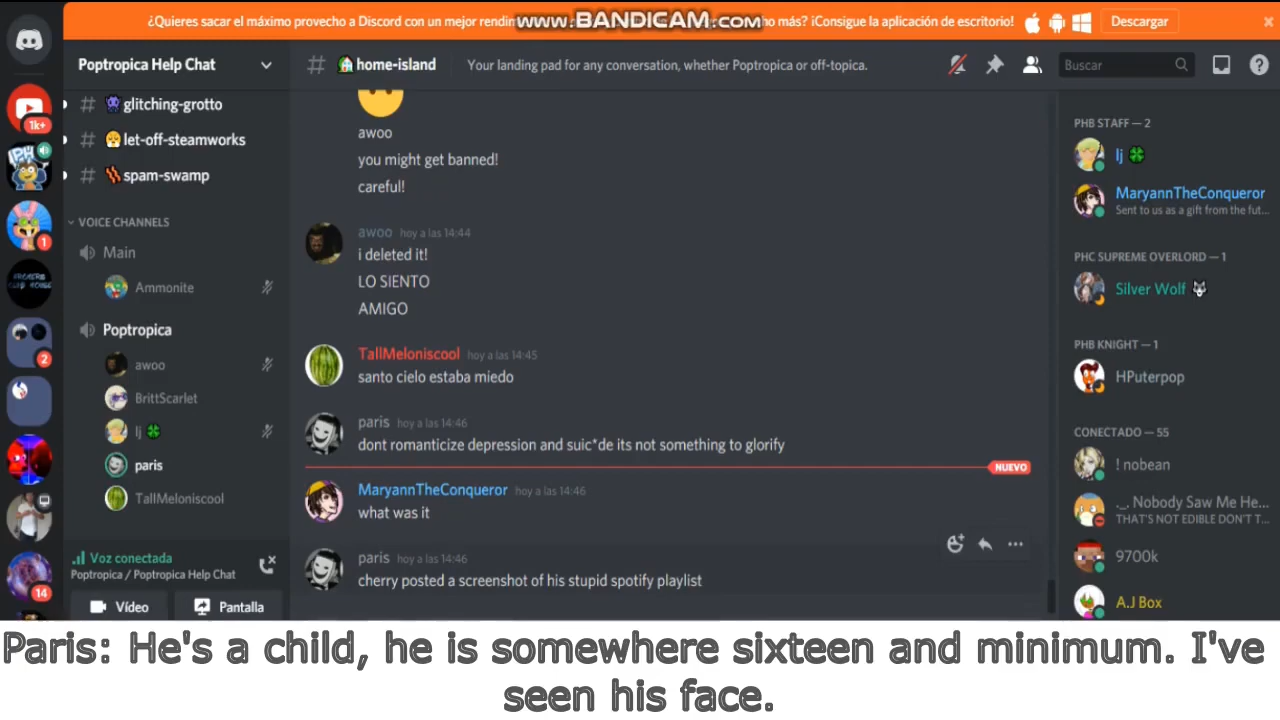 ¿Quieres sacar el máximo provecho a Discord con un mejor rendim www.BANDICAM.com ho más? ¡Consigue la aplicación de escritorio! Descargar
Poptropica Help Chat
# home-island
Your landing pad for any conversation, whether Poptropica or off-topica.
Buscar
# glitching-grotto
# let-off-steamworks
# spam-swamp
VOICE CHANNELS
Main
Ammonite
Poptropica
awoo
BrittScarlet
lj
paris
TallMeloniscool
Voz conectada
Poptropica / Poptropica Help Chat
Vídeo
Pantalla
1K+
IPH
1
2
14
awoo
you might get banned!
careful!
awoo hoy a las 14:44
i deleted it!
LO SIENTO
AMIGO
TallMeloniscool hoy a las 14:45
santo cielo estaba miedo
paris hoy a las 14:46
dont romanticize depression and suic*de its not something to glorify
NUEVO
MaryannTheConqueror hoy a las 14:46
what was it
paris hoy a las 14:46
cherry posted a screenshot of his stupid spotify playlist
PHB STAFF — 2
lj
MaryannTheConqueror
Sent to us as a gift from the fut...
PHC SUPREME OVERLORD — 1
Silver Wolf
PHB KNIGHT — 1
HPuterpop
CONECTADO — 55
! nobean
._. Nobody Saw Me He...
THAT'S NOT EDIBLE DON'T T...
9700k
A.J Box
Paris: He's a child, he is somewhere sixteen and minimum. I've
seen his face.